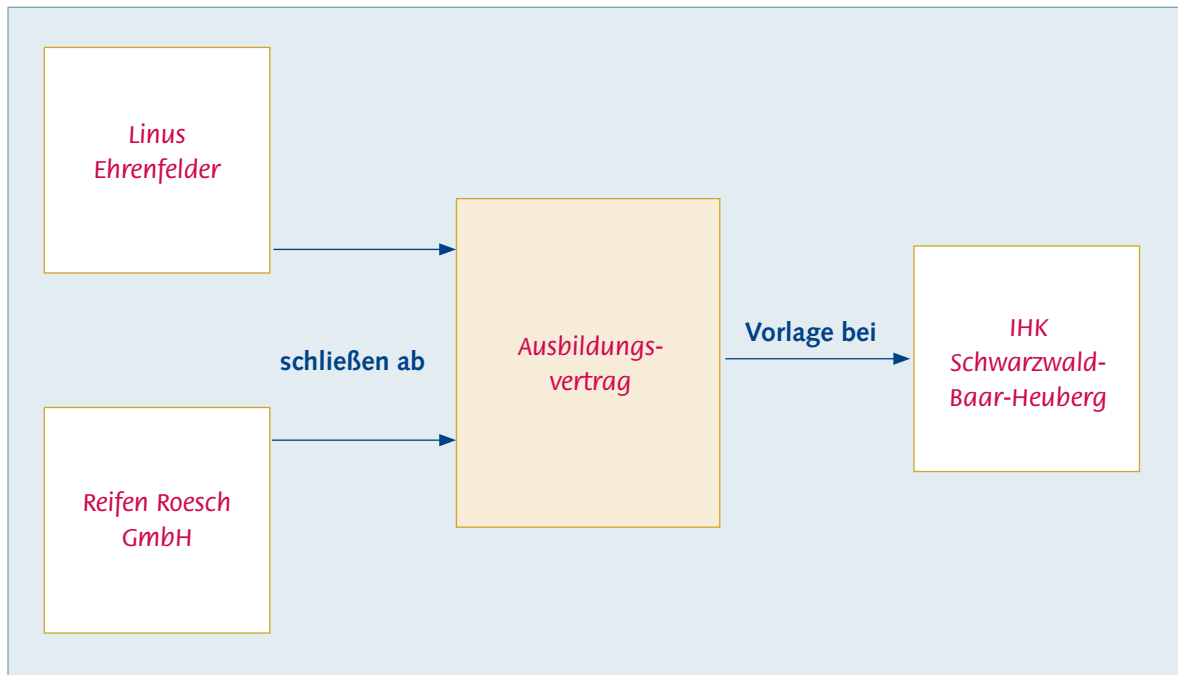 Linus
Ehrenfelder
schließen ab
Reifen Roesch
GmbH
Ausbildungs-
vertrag
Vorlage bei
IHK
Schwarzwald-
Baar-Heuberg